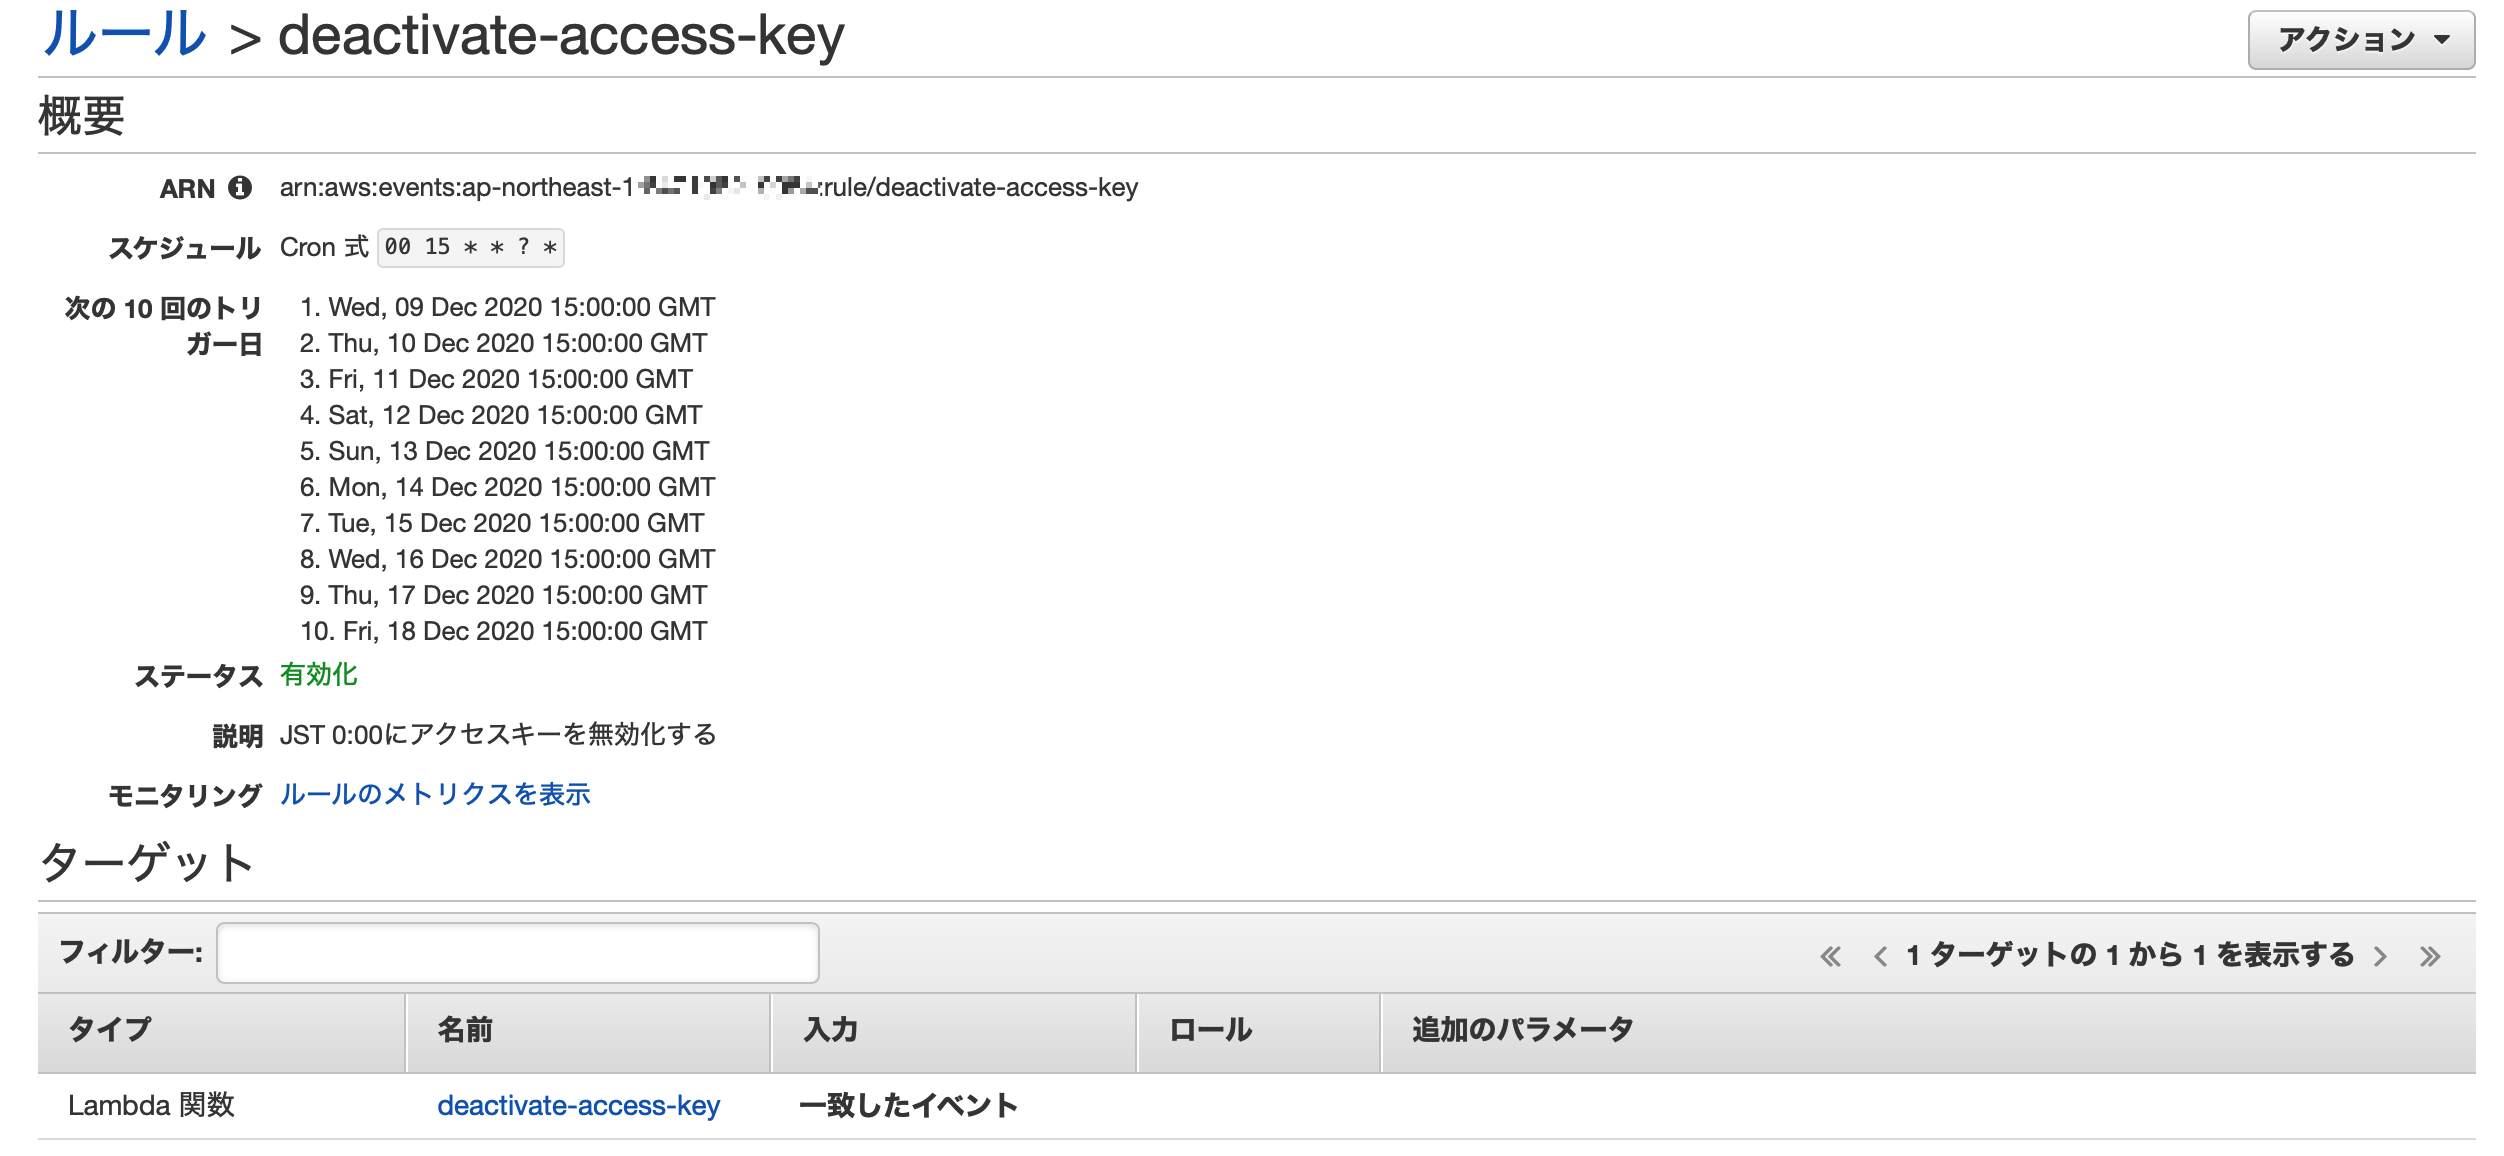 ルール > deactivate-access-key
アクション
概要
ARN arn:aws:events:ap-northeast-1 :rule/deactivate-access-key
スケジュール Cron 式 00 15 * * ? *
次の 10 回のトリガー日
1. Wed, 09 Dec 2020 15:00:00 GMT
2. Thu, 10 Dec 2020 15:00:00 GMT
3. Fri, 11 Dec 2020 15:00:00 GMT
4. Sat, 12 Dec 2020 15:00:00 GMT
5. Sun, 13 Dec 2020 15:00:00 GMT
6. Mon, 14 Dec 2020 15:00:00 GMT
7. Tue, 15 Dec 2020 15:00:00 GMT
8. Wed, 16 Dec 2020 15:00:00 GMT
9. Thu, 17 Dec 2020 15:00:00 GMT
10. Fri, 18 Dec 2020 15:00:00 GMT
ステータス 有効化
説明 JST 0:00にアクセスキーを無効化する
モニタリング ルールのメトリクスを表示
ターゲット
フィルター: « ‹ 1 ターゲットの 1 から 1 を表示する › »
タイプ 名前 入力 ロール 追加のパラメータ
Lambda 関数 deactivate-access-key 一致したイベント